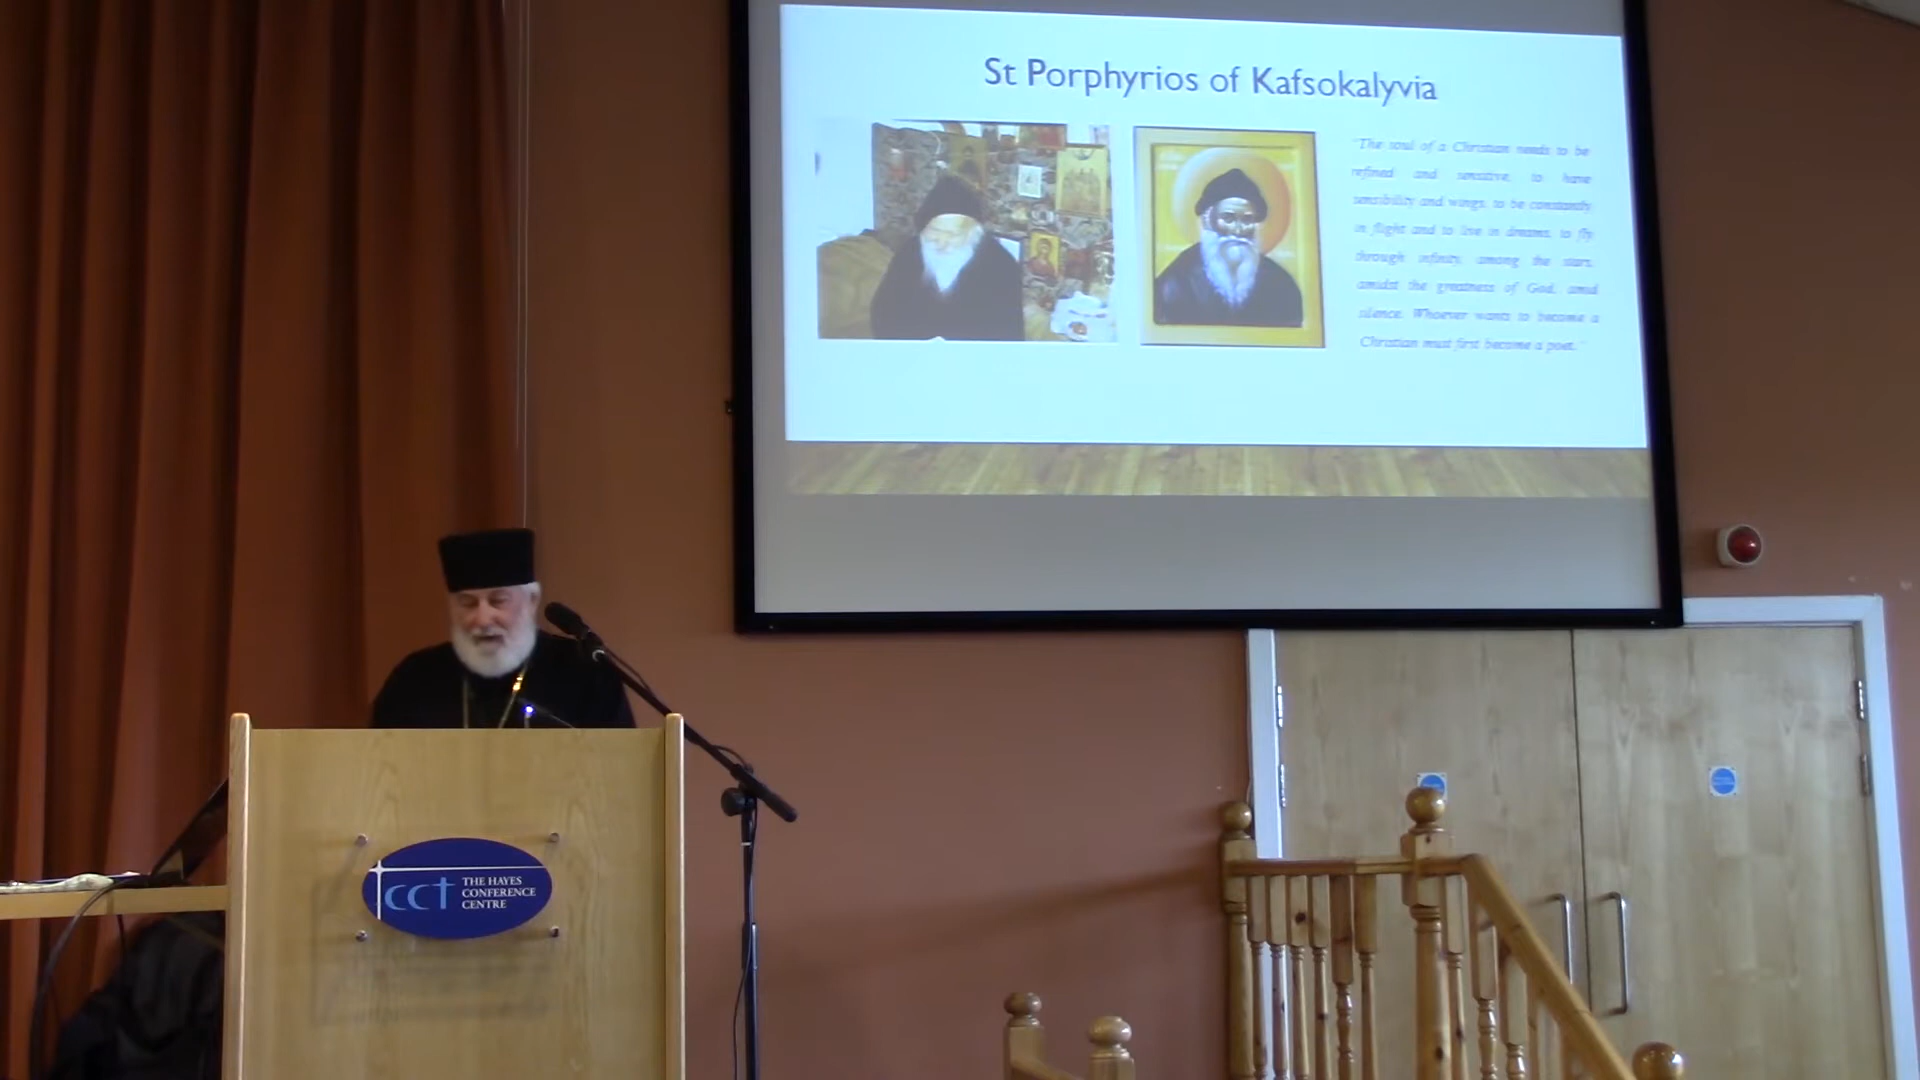 St Porphyrios of Kafsokalyvia
"The soul of a Christian needs to be
refined and sensitive, to have
sensibility and wings, to be constantly
in flight and to live in dreams, to fly
through infinity, among the stars,
amidst the greatness of God, amid
silence. Whoever wants to become a
Christian must first become a poet."
cct
THE HAYES
CONFERENCE
CENTRE